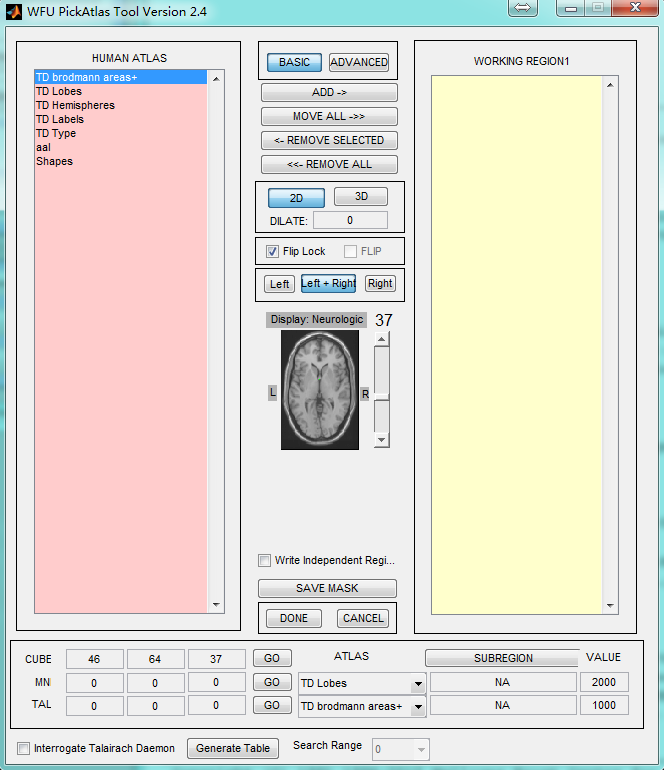 WFU PickAtlas Tool Version 2.4
HUMAN ATLAS
TD brodmann areas+
TD Lobes
TD Hemispheres
TD Labels
TD Type
aal
Shapes
BASIC ADVANCED
ADD ->
MOVE ALL ->>
<- REMOVE SELECTED
<<- REMOVE ALL
2D 3D
DILATE: 0
Flip Lock FLIP
Left Left + Right Right
Display: Neurologic 37
L R
Write Independent Regi...
SAVE MASK
DONE CANCEL
WORKING REGION1
CUBE 46 64 37 GO ATLAS SUBREGION VALUE
MNI 0 0 0 GO TD Lobes NA 2000
TAL 0 0 0 GO TD brodmann areas+ NA 1000
Interrogate Talairach Daemon Generate Table Search Range 0